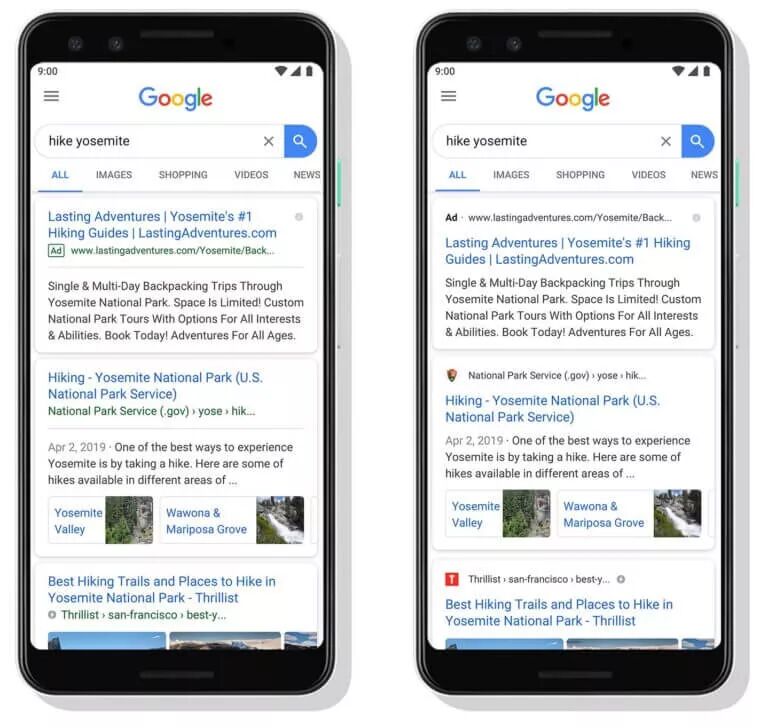 9:00
Google
hike yosemite
ALL IMAGES SHOPPING VIDEOS NEWS
Lasting Adventures | Yosemite's #1
Hiking Guides | LastingAdventures.com
Ad www.lastingadventures.com/Yosemite/Back...
Single & Multi-Day Backpacking Trips Through
Yosemite National Park. Space Is Limited! Custom
National Park Tours With Options For All Interests
& Abilities. Book Today! Adventures For All Ages.
Hiking - Yosemite National Park (U.S.
National Park Service)
National Park Service (.gov) › yose › hik...
Apr 2, 2019 · One of the best ways to experience
Yosemite is by taking a hike. Here are some of
hikes available in different areas of ...
Yosemite
Valley
Wawona &
Mariposa Grove
Best Hiking Trails and Places to Hike in
Yosemite National Park - Thrillist
Thrillist › san-francisco › best-y...
9:00
Google
hike yosemite
ALL IMAGES SHOPPING VIDEOS NEWS
Ad · www.lastingadventures.com/Yosemite/Back...
Lasting Adventures | Yosemite's #1 Hiking
Guides | LastingAdventures.com
Single & Multi-Day Backpacking Trips Through
Yosemite National Park. Space Is Limited! Custom
National Park Tours With Options For All Interests
& Abilities. Book Today! Adventures For All Ages.
National Park Service (.gov) › yose › hik...
Hiking - Yosemite National Park (U.S.
National Park Service)
Apr 2, 2019 · One of the best ways to experience
Yosemite is by taking a hike. Here are some of
hikes available in different areas of ...
Yosemite
Valley
Wawona &
Mariposa Grove
T Thrillist › san-francisco › best-y...
Best Hiking Trails and Places to Hike in
Yosemite National Park - Thrillist